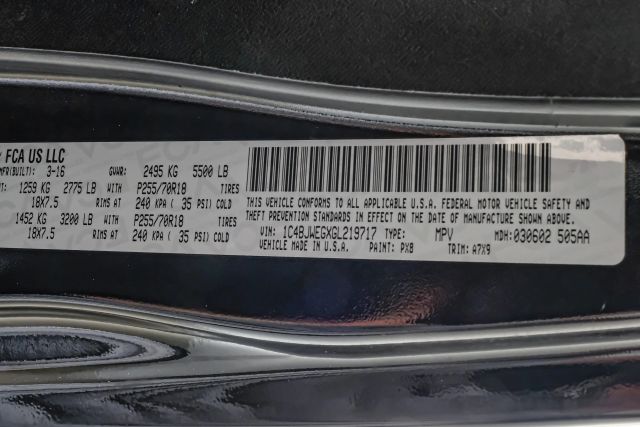 FCA US LLC
MFR(BUILT): 3-16 GVWR: 2495 KG 5500 LB
1259 KG 2775 LB WITH P255/70R18 TIRES
18X7.5 RIMS AT 240 KPA ( 35 PSI) COLD
1452 KG 3200 LB WITH P255/70R18 TIRES
18X7.5 RIMS AT 240 KPA ( 35 PSI) COLD
THIS VEHICLE CONFORMS TO ALL APPLICABLE U.S.A. FEDERAL MOTOR VEHICLE SAFETY AND
THEFT PREVENTION STANDARDS IN EFFECT ON THE DATE OF MANUFACTURE SHOWN ABOVE.
VIN: 1C4BJWEGXGL219717 TYPE: MPV MDH: 030602 505AA
VEHICLE MADE IN U.S.A. PAINT: PX8 TRIM: A7X9